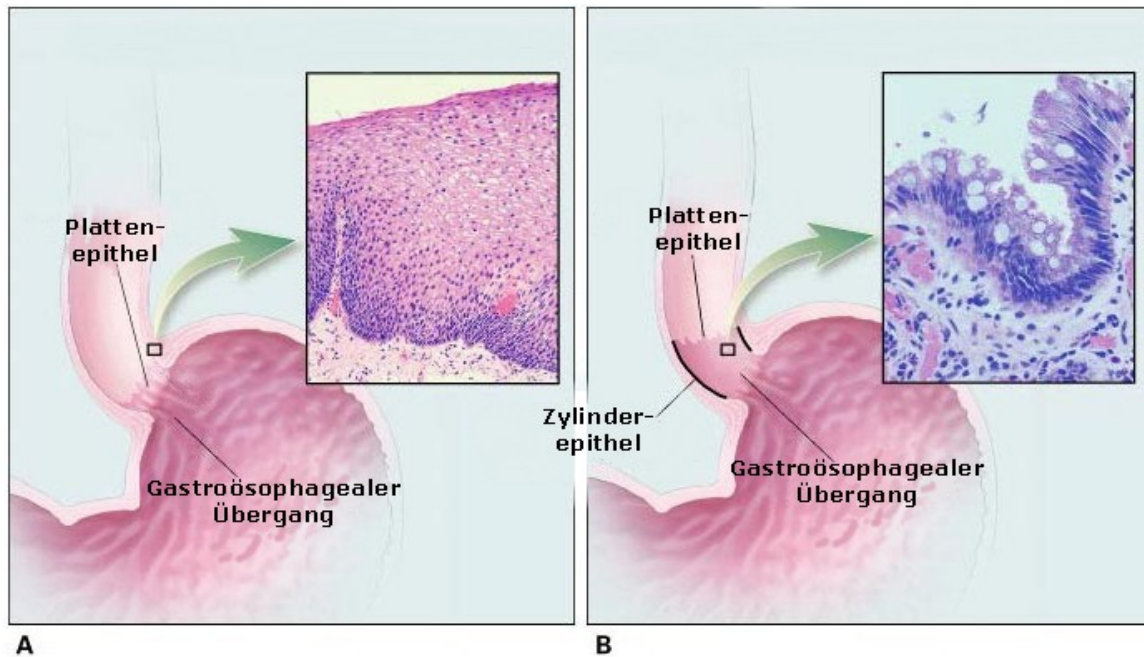 Platten-
epithel
Gastroösophagealer
Übergang
A
Platten-
epithel
Zylinder-
epithel
Gastroösophagealer
Übergang
B